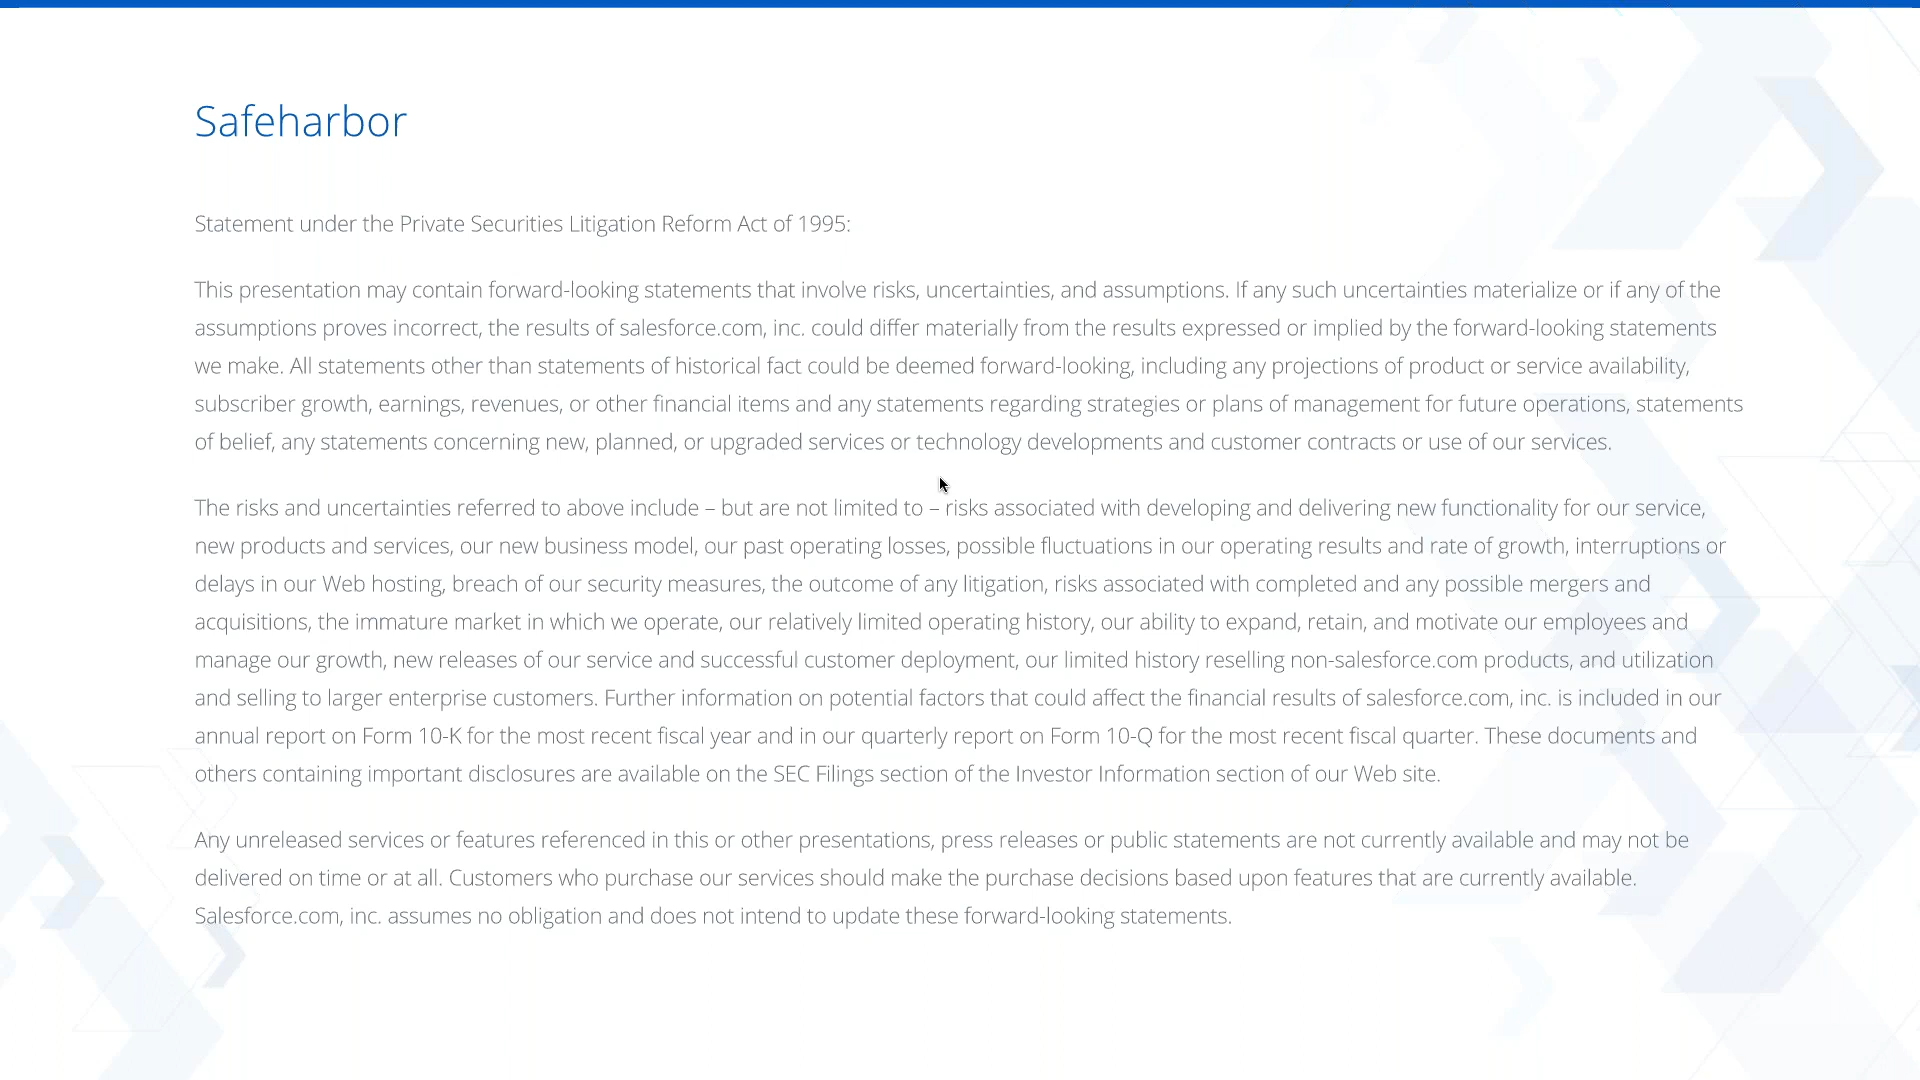 Safeharbor
Statement under the Private Securities Litigation Reform Act of 1995:
This presentation may contain forward-looking statements that involve risks, uncertainties, and assumptions. If any such uncertainties materialize or if any of the
assumptions proves incorrect, the results of salesforce.com, inc. could differ materially from the results expressed or implied by the forward-looking statements
we make. All statements other than statements of historical fact could be deemed forward-looking, including any projections of product or service availability,
subscriber growth, earnings, revenues, or other financial items and any statements regarding strategies or plans of management for future operations, statements
of belief, any statements concerning new, planned, or upgraded services or technology developments and customer contracts or use of our services.
The risks and uncertainties referred to above include – but are not limited to – risks associated with developing and delivering new functionality for our service,
new products and services, our new business model, our past operating losses, possible fluctuations in our operating results and rate of growth, interruptions or
delays in our Web hosting, breach of our security measures, the outcome of any litigation, risks associated with completed and any possible mergers and
acquisitions, the immature market in which we operate, our relatively limited operating history, our ability to expand, retain, and motivate our employees and
manage our growth, new releases of our service and successful customer deployment, our limited history reselling non-salesforce.com products, and utilization
and selling to larger enterprise customers. Further information on potential factors that could affect the financial results of salesforce.com, inc. is included in our
annual report on Form 10-K for the most recent fiscal year and in our quarterly report on Form 10-Q for the most recent fiscal quarter. These documents and
others containing important disclosures are available on the SEC Filings section of the Investor Information section of our Web site.
Any unreleased services or features referenced in this or other presentations, press releases or public statements are not currently available and may not be
delivered on time or at all. Customers who purchase our services should make the purchase decisions based upon features that are currently available.
Salesforce.com, inc. assumes no obligation and does not intend to update these forward-looking statements.